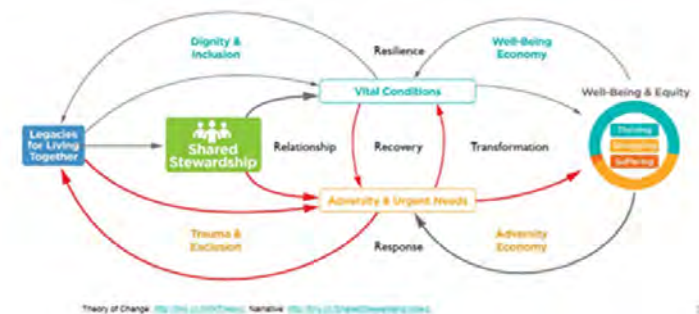 Dignity &
Inclusion
Resilience
Well-Being
Economy
Vital Conditions
Well-Being & Equity
Legacies
for Living
Together
Shared
Stewardship
Relationship
Recovery
Transformation
Thriving
Struggling
Suffering
Adversity & Urgent Needs
Trauma &
Exclusion
Response
Adversity
Economy
Theory of Change: Narrative: